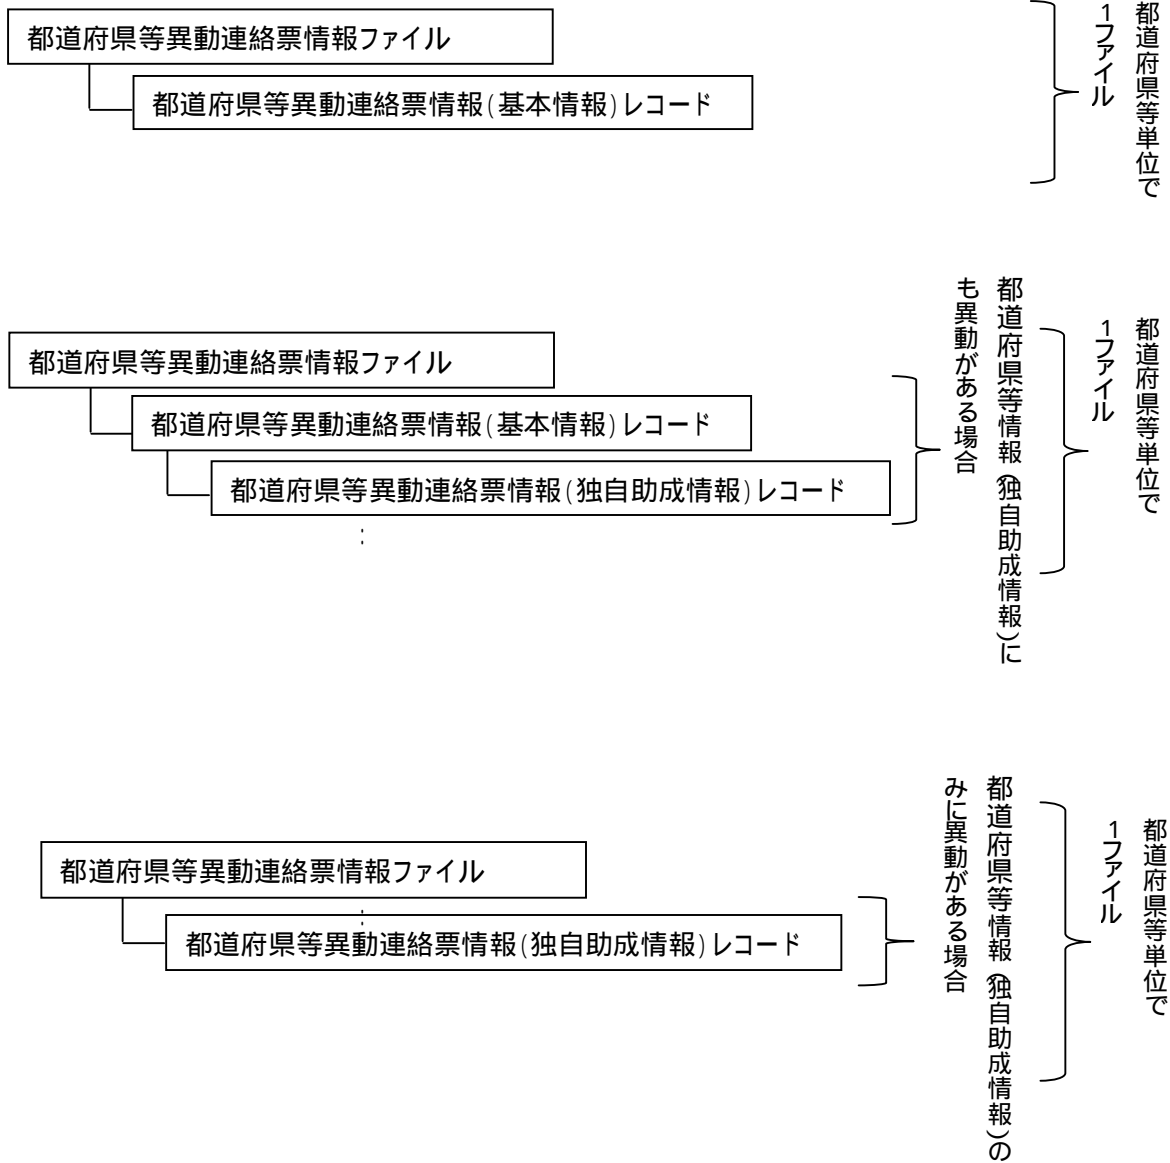 都道府県等異動連絡票情報ファイル
都道府県等異動連絡票情報(基本情報)レコード
都道府県等単位で
1ファイル
都道府県等異動連絡票情報ファイル
都道府県等異動連絡票情報(基本情報)レコード
都道府県等異動連絡票情報(独自助成情報)レコード
:
都道府県等情報(独自助成情報)に
も異動がある場合
都道府県等単位で
1ファイル
都道府県等異動連絡票情報ファイル
:
都道府県等異動連絡票情報(独自助成情報)レコード
都道府県等情報(独自助成情報)の
みに異動がある場合
都道府県等単位で
1ファイル